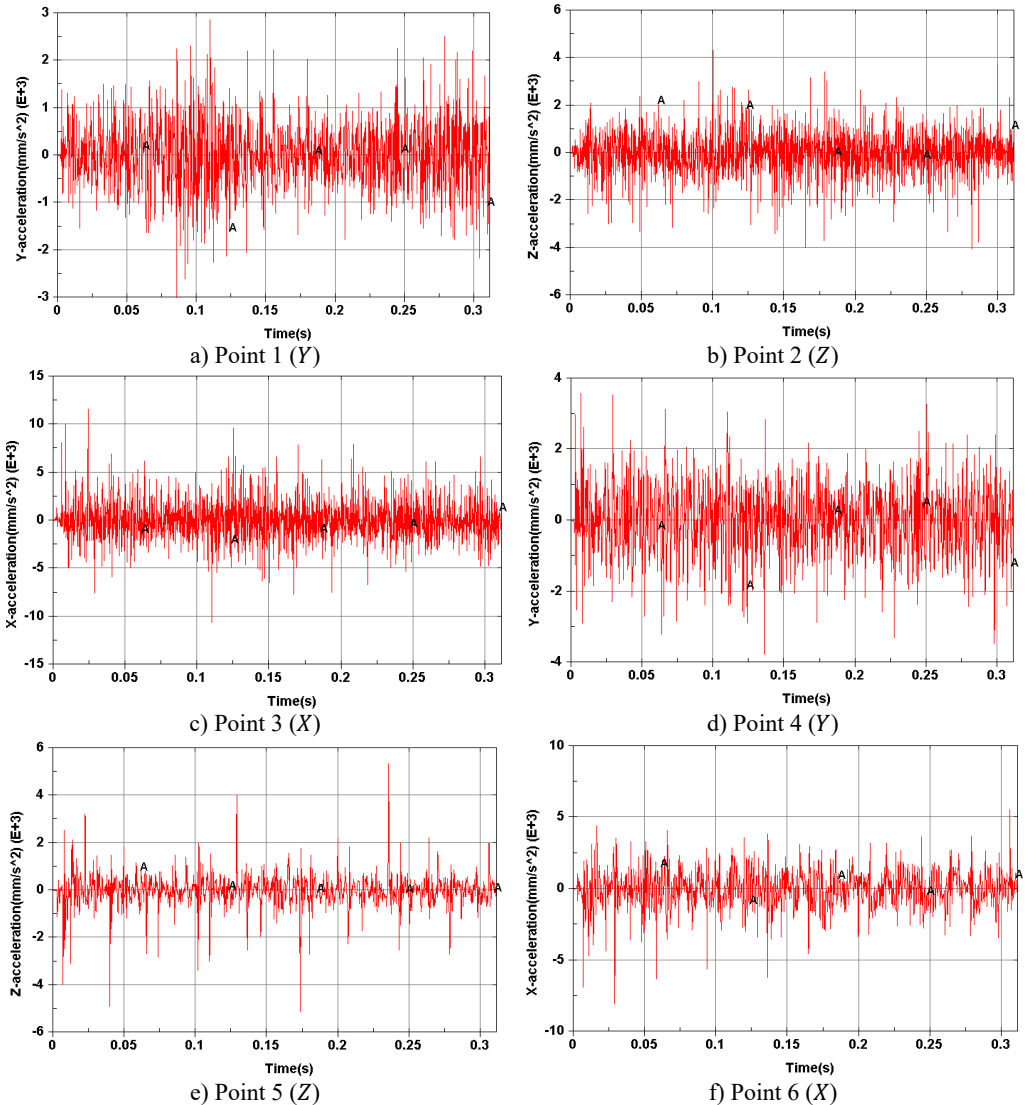 3
2
1
0
-1
-2
-3
Y-acceleration(mm/s^2) (E+3)
A
A
A
A
A
0
0.05
0.1
0.15
0.2
0.25
0.3
Time(s)
a) Point 1 (Y)
6
4
2
0
-2
-4
-6
Z-acceleration(mm/s^2) (E+3)
A
A
A
A
A
0
0.05
0.1
0.15
0.2
0.25
0.3
Time(s)
b) Point 2 (Z)
15
10
5
0
-5
-10
-15
X-acceleration(mm/s^2) (E+3)
A
A
A
A
A
0
0.05
0.1
0.15
0.2
0.25
0.3
Time(s)
c) Point 3 (X)
4
2
0
-2
-4
Y-acceleration(mm/s^2) (E+3)
A
A
A
A
A
0
0.05
0.1
0.15
0.2
0.25
0.3
Time(s)
d) Point 4 (Y)
6
4
2
0
-2
-4
-6
Z-acceleration(mm/s^2) (E+3)
A
A
A
A
A
0
0.05
0.1
0.15
0.2
0.25
0.3
Time(s)
e) Point 5 (Z)
10
5
0
-5
-10
X-acceleration(mm/s^2) (E+3)
A
A
A
A
A
0
0.05
0.1
0.15
0.2
0.25
0.3
Time(s)
f) Point 6 (X)